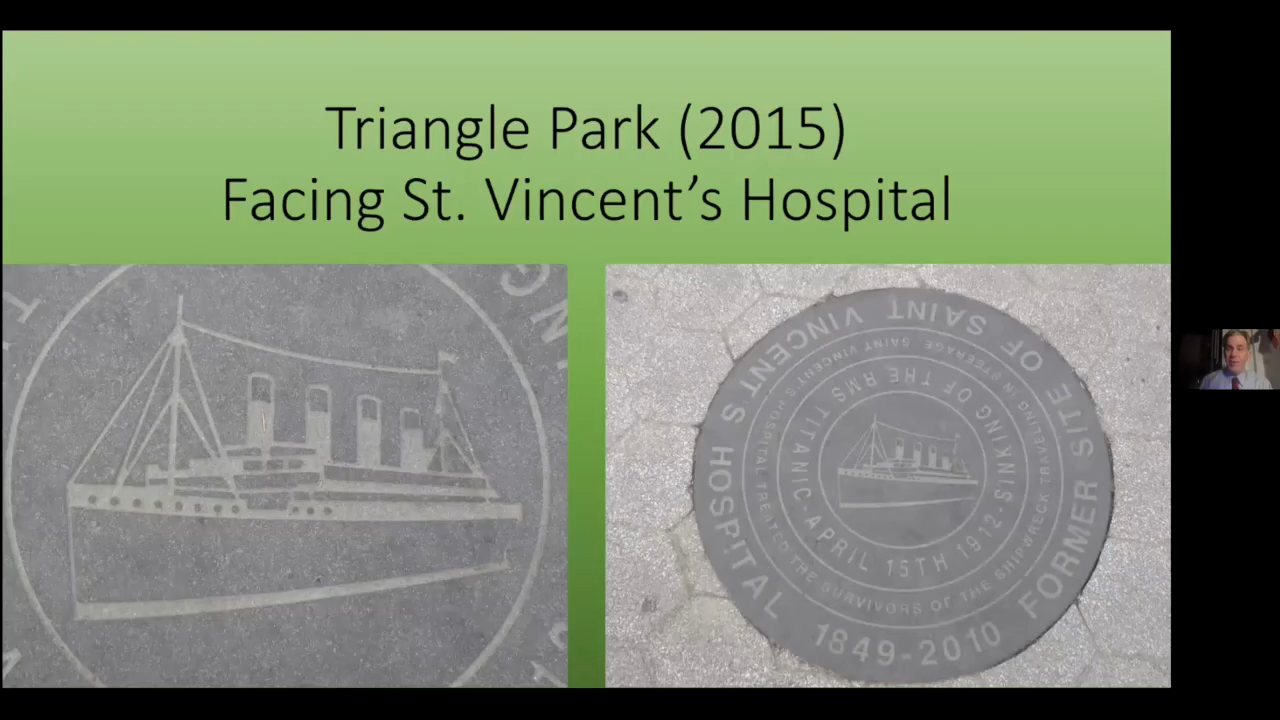 Triangle Park (2015)
Facing St. Vincent’s Hospital
FORMER SITE OF SAINT VINCENT'S HOSPITAL
1849-2010
SAINT VINCENT'S HOSPITAL TREATED THE SURVIVORS OF THE SHIPWRECK TRAVELING IN STEERAGE.
SINKING OF THE RMS TITANIC-APRIL 15TH 1912-